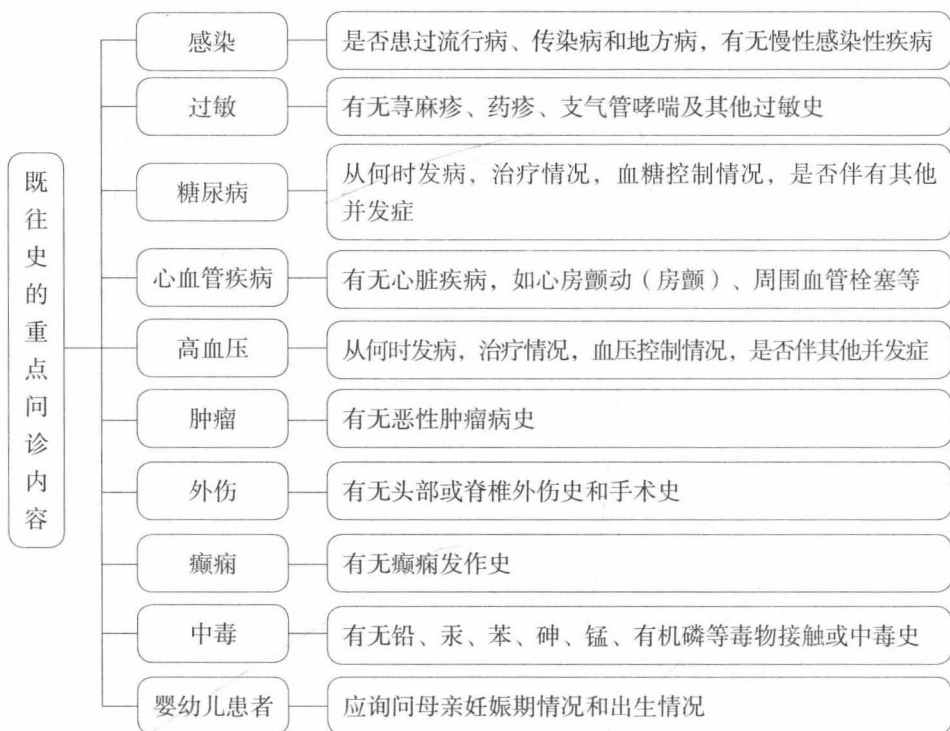 既往史的重点问诊内容
感染
是否患过流行病、传染病和地方病，有无慢性感染性疾病
过敏
有无荨麻疹、药疹、支气管哮喘及其他过敏史
糖尿病
从何时发病，治疗情况，血糖控制情况，是否伴有其他
并发症
心血管疾病
有无心脏疾病，如心房颤动（房颤）、周围血管栓塞等
高血压
从何时发病，治疗情况，血压控制情况，是否伴其他并发症
肿瘤
有无恶性肿瘤病史
外伤
有无头部或脊椎外伤史和手术史
癫痫
有无癫痫发作史
中毒
有无铅、汞、苯、砷、锰、有机磷等毒物接触或中毒史
婴幼儿患者
应询问母亲妊娠期情况和出生情况